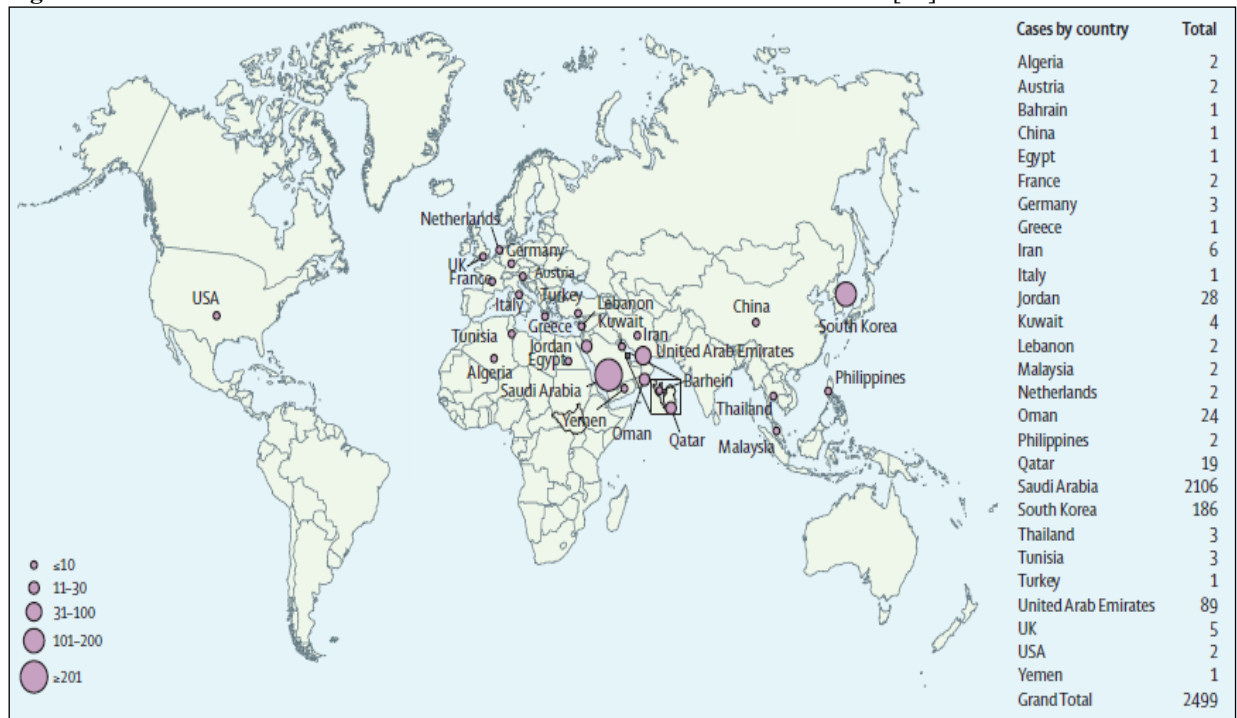 Cases by country Total
Algeria 2
Austria 2
Bahrain 1
China 1
Egypt 1
France 2
Germany 3
Greece 1
Iran 6
Italy 1
Jordan 28
Kuwait 4
Lebanon 2
Malaysia 2
Netherlands 2
Oman 24
Philippines 2
Qatar 19
Saudi Arabia 2106
South Korea 186
Thailand 3
Tunisia 3
Turkey 1
United Arab Emirates 89
UK 5
USA 2
Yemen 1
Grand Total 2499
Netherlands
Germany
UK
France
Austria
USA
Italy
Turkey
Lebanon
China
Greece
Kuwait
South Korea
Tunisia
Iran
Jordan
United Arab Emirates
Egypt
Algeria
Barhein
Philippines
Saudi Arabia
Thailand
Yemen
Oman
Qatar
Malaysia
≤10
11–30
31–100
101–200
≥201